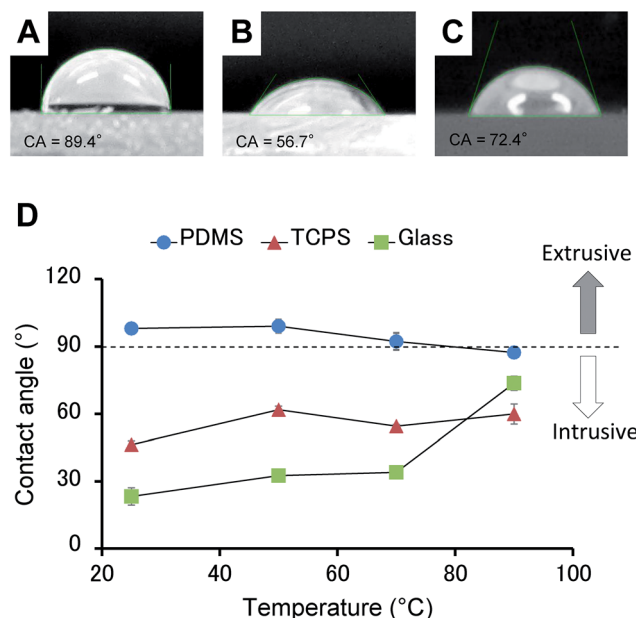 A
B
C
CA = 89.4°
CA = 56.7°
CA = 72.4°
D
PDMS
TCPS
Glass
Extrusive
Intrusive
Contact angle (°)
120
90
60
30
0
20
40
60
80
100
Temperature (°C)